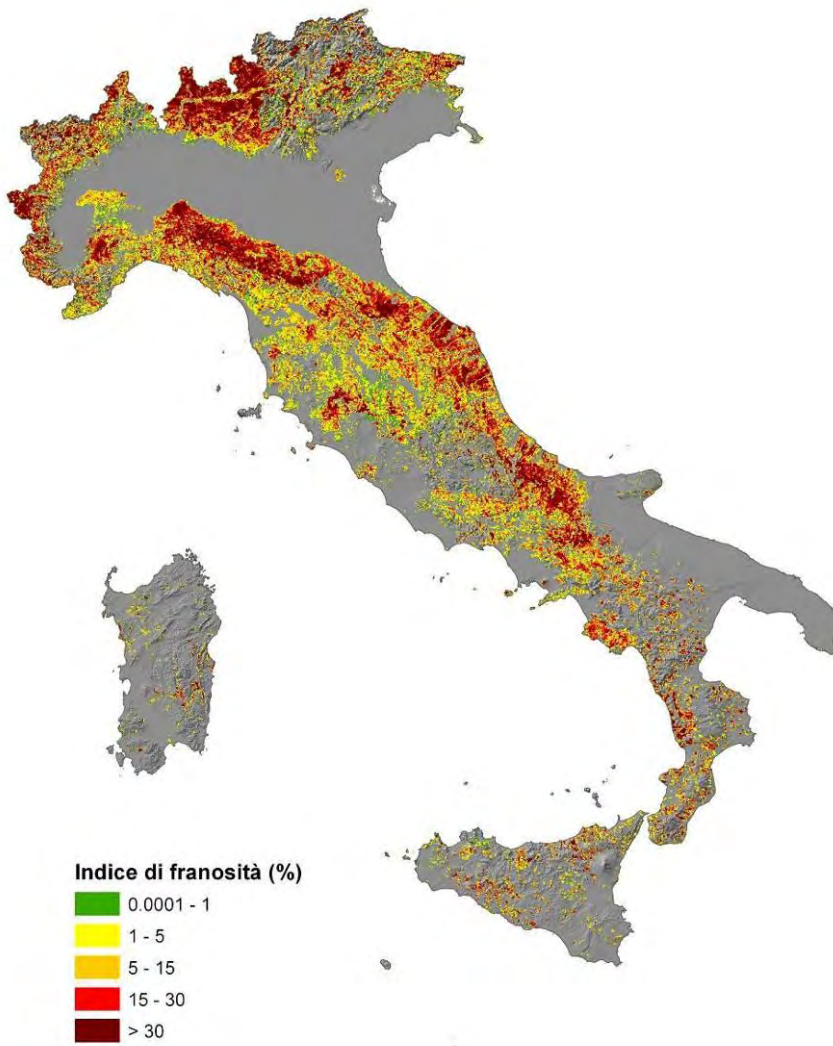 Indice di franosità (%)
0.0001 - 1
1 - 5
5 - 15
15 - 30
> 30